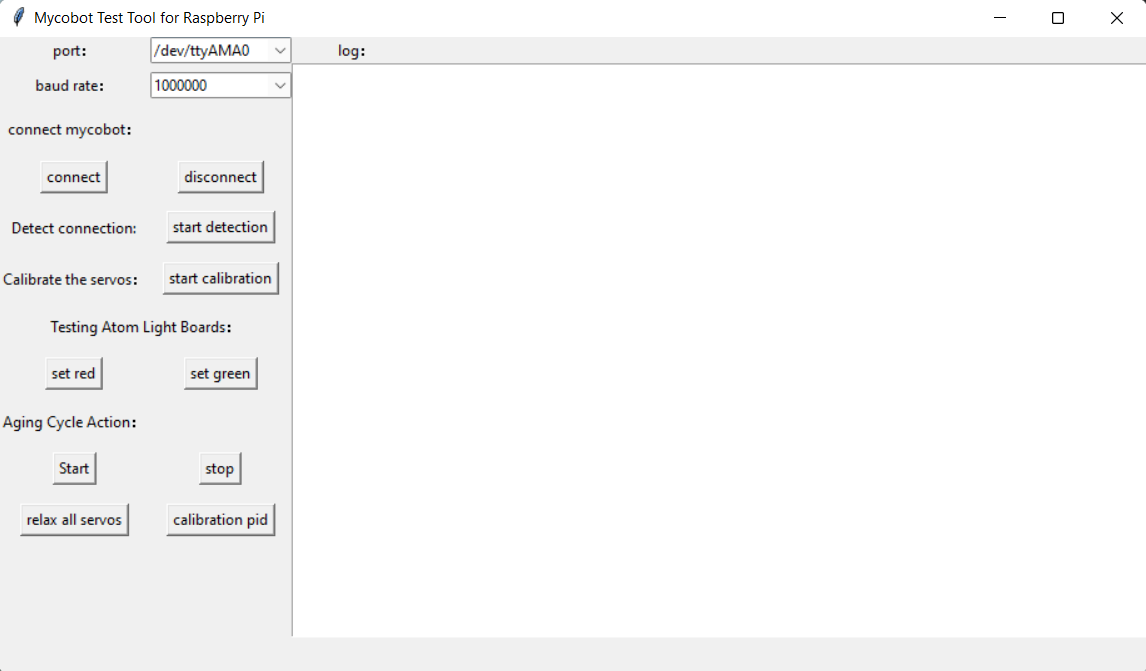 Mycobot Test Tool for Raspberry Pi
port: /dev/ttyAMA0 log:
baud rate: 1000000
connect mycobot:
connect disconnect
Detect connection: start detection
Calibrate the servos: start calibration
Testing Atom Light Boards:
set red set green
Aging Cycle Action:
Start stop
relax all servos calibration pid